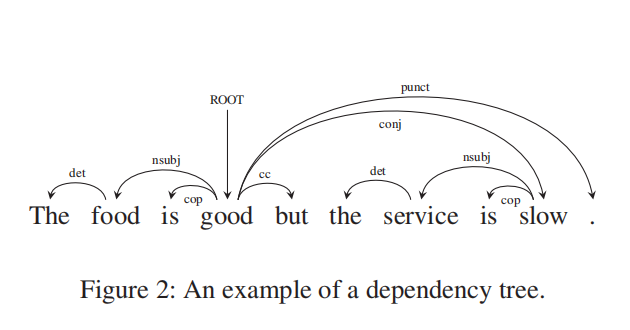 punct
ROOT
conj
nsubj
nsubj
det
cc
det
cop
cop
The food is good but the service is slow .
Figure 2: An example of a dependency tree.